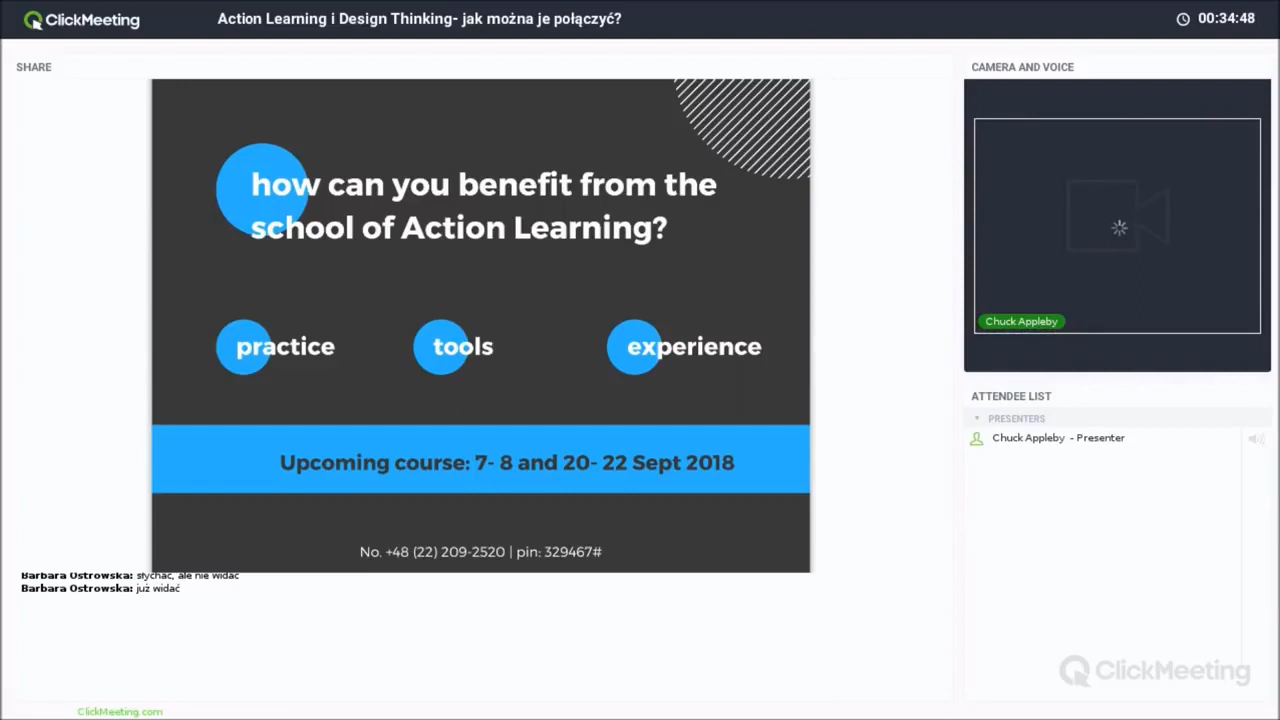 ClickMeeting
Action Learning i Design Thinking- jak można je połączyć?
00:34:48
SHARE
how can you benefit from the
school of Action Learning?
practice
tools
experience
Upcoming course: 7- 8 and 20- 22 Sept 2018
No. +48 (22) 209-2520 | pin: 329467#
Barbara Ostrowska: słychać, ale nie widać
Barbara Ostrowska: już widać
CAMERA AND VOICE
Chuck Appleby
ATTENDEE LIST
PRESENTERS
Chuck Appleby - Presenter
ClickMeeting
ClickMeeting.com